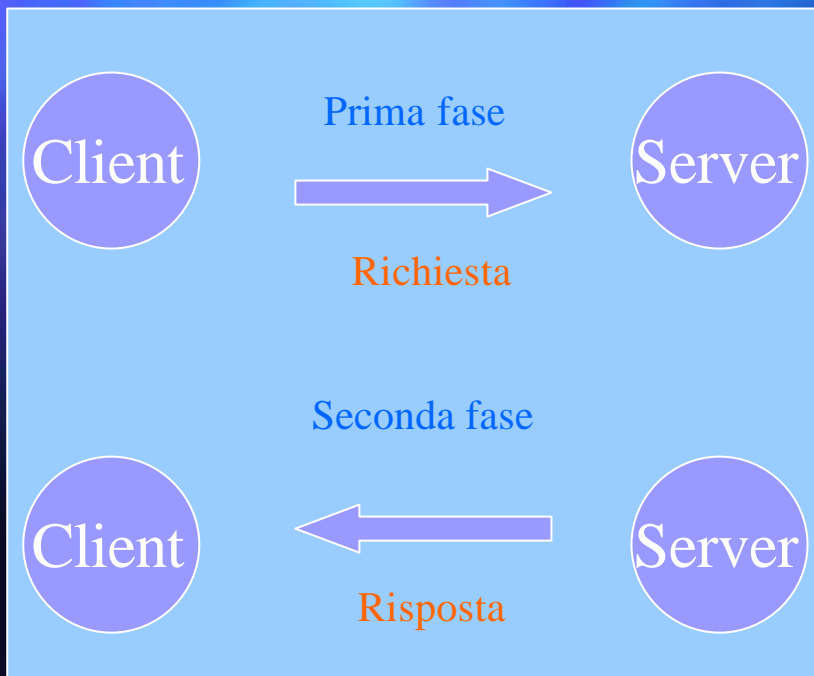 Prima fase
Client
Server
Richiesta
Seconda fase
Client
Server
Risposta